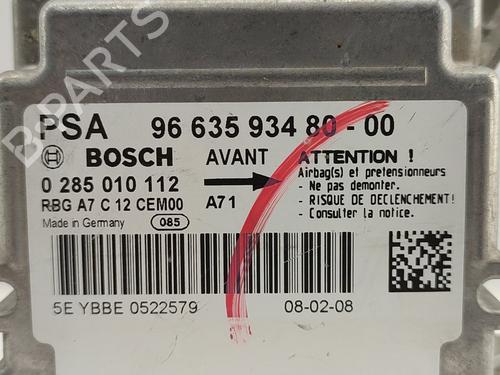 PSA 96 635 934 80-00
BOSCH AVANT ATTENTION !
0 285 010 112 Airbag(s) et pretensionneurs
- Ne pas demonter.
RBG A7 C 12 CEM00 A71 - RISQUE DE DECLENCHEMENT!
Made in Germany 085 - Consulter la notice.
5E YBBE 0522579 08-02-08
B-PARTS